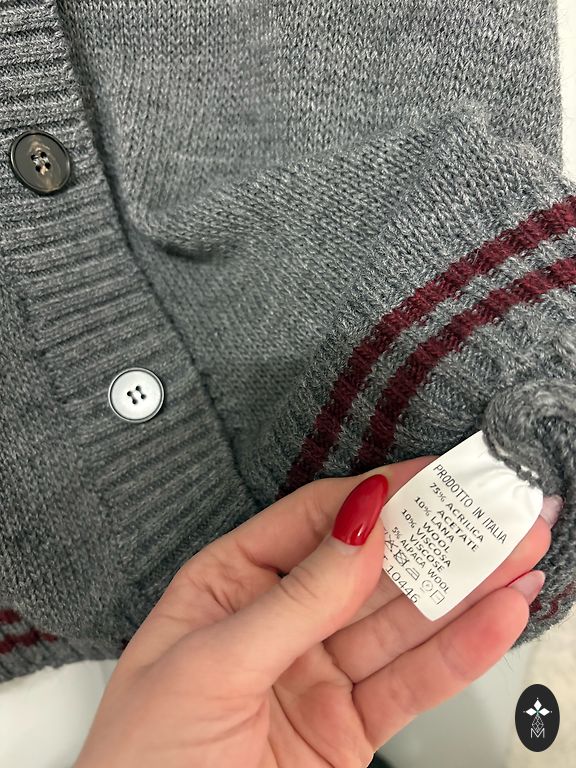 PRODOTTO IN ITALIA
75% ACRILICA
ACETATE
10% LANA
WOOL
10% VISCOSA
VISCOSE
5% ALPACA WOOL
10446
M